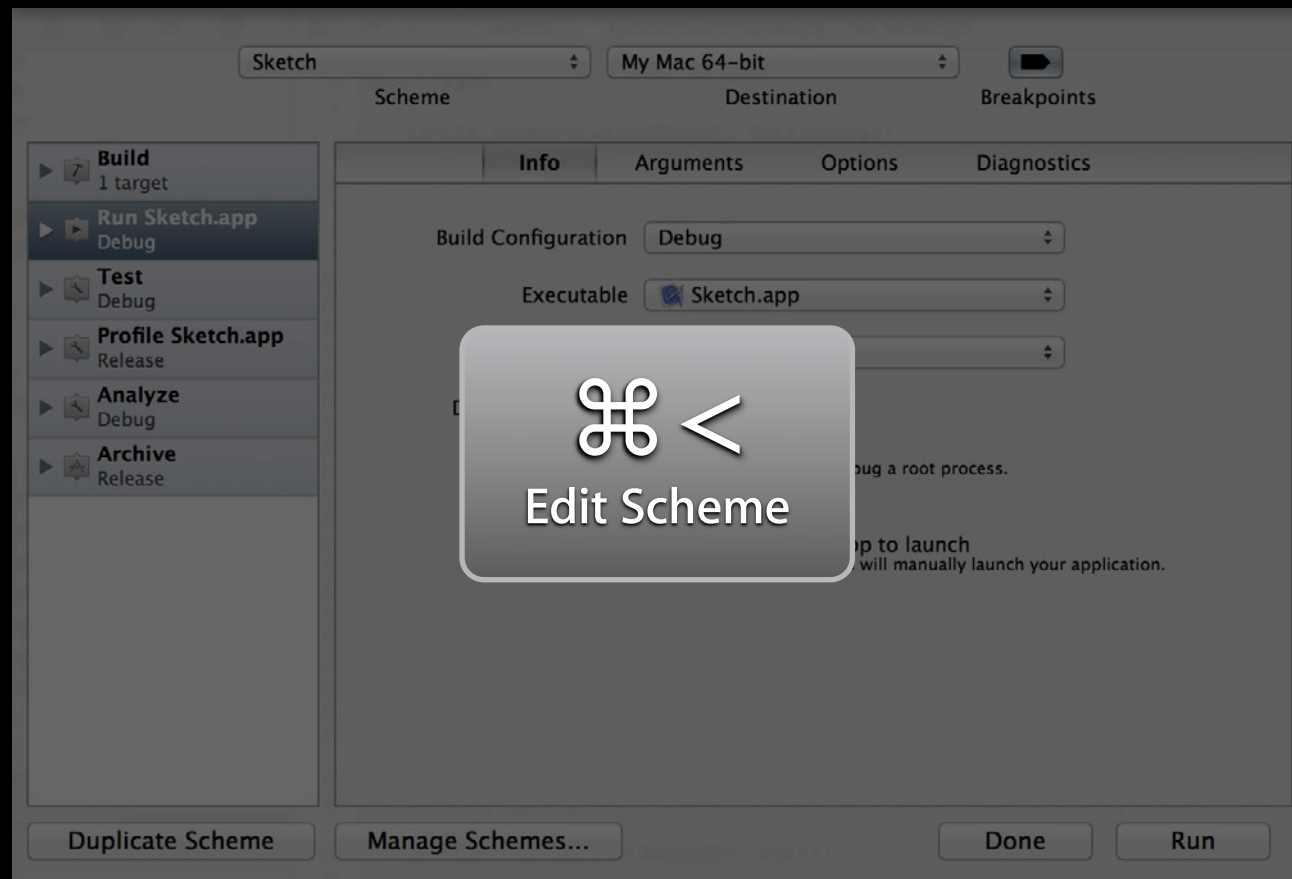 Sketch
My Mac 64-bit
Scheme
Destination
Breakpoints
Build
1 target
Run Sketch.app
Debug
Test
Debug
Profile Sketch.app
Release
Analyze
Debug
Archive
Release
Info
Arguments
Options
Diagnostics
Build Configuration
Debug
Executable
Sketch.app
a root process.
to launch
will manually launch your application.
⌘<
Edit Scheme
Duplicate Scheme
Manage Schemes...
Done
Run